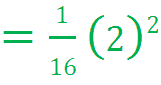 = 1/16 (2)²